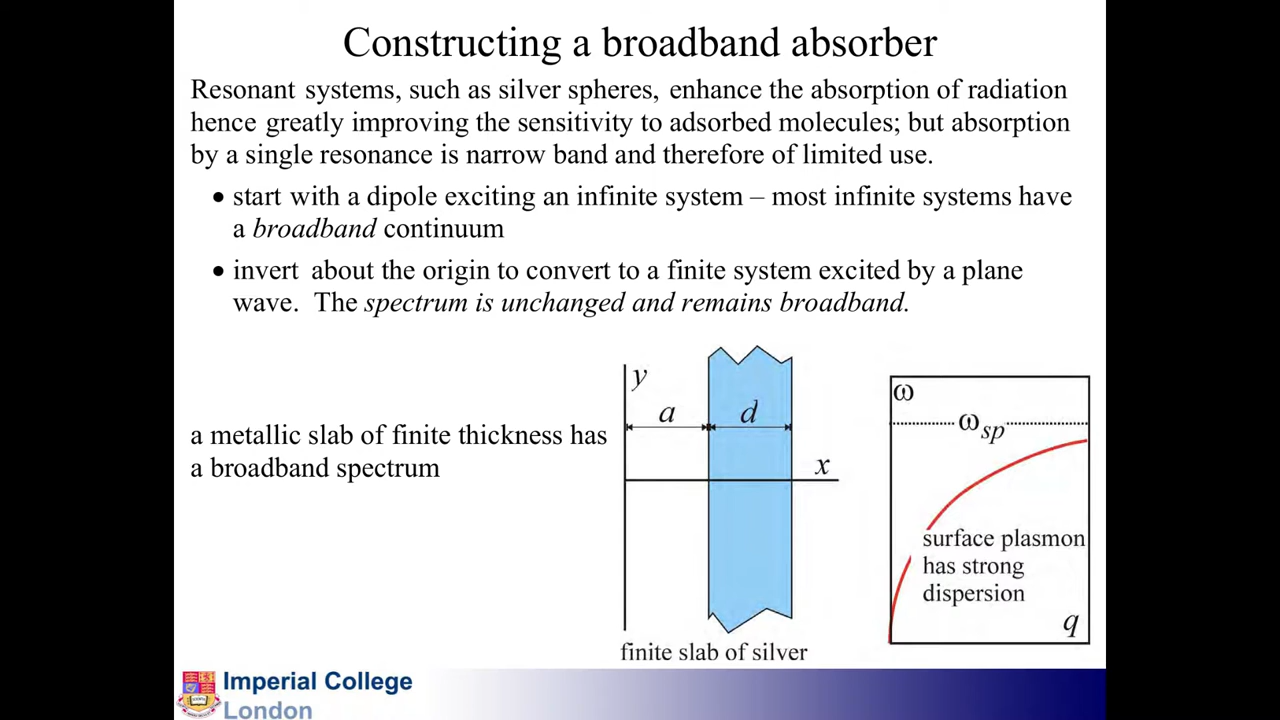 Constructing a broadband absorber
Resonant systems, such as silver spheres, enhance the absorption of radiation
hence greatly improving the sensitivity to adsorbed molecules; but absorption
by a single resonance is narrow band and therefore of limited use.
• start with a dipole exciting an infinite system – most infinite systems have
a broadband continuum
• invert about the origin to convert to a finite system excited by a plane
wave. The spectrum is unchanged and remains broadband.
a metallic slab of finite thickness has
a broadband spectrum
y
a
d
x
finite slab of silver
ω
ωsp
surface plasmon
has strong
dispersion
q
Imperial College
London